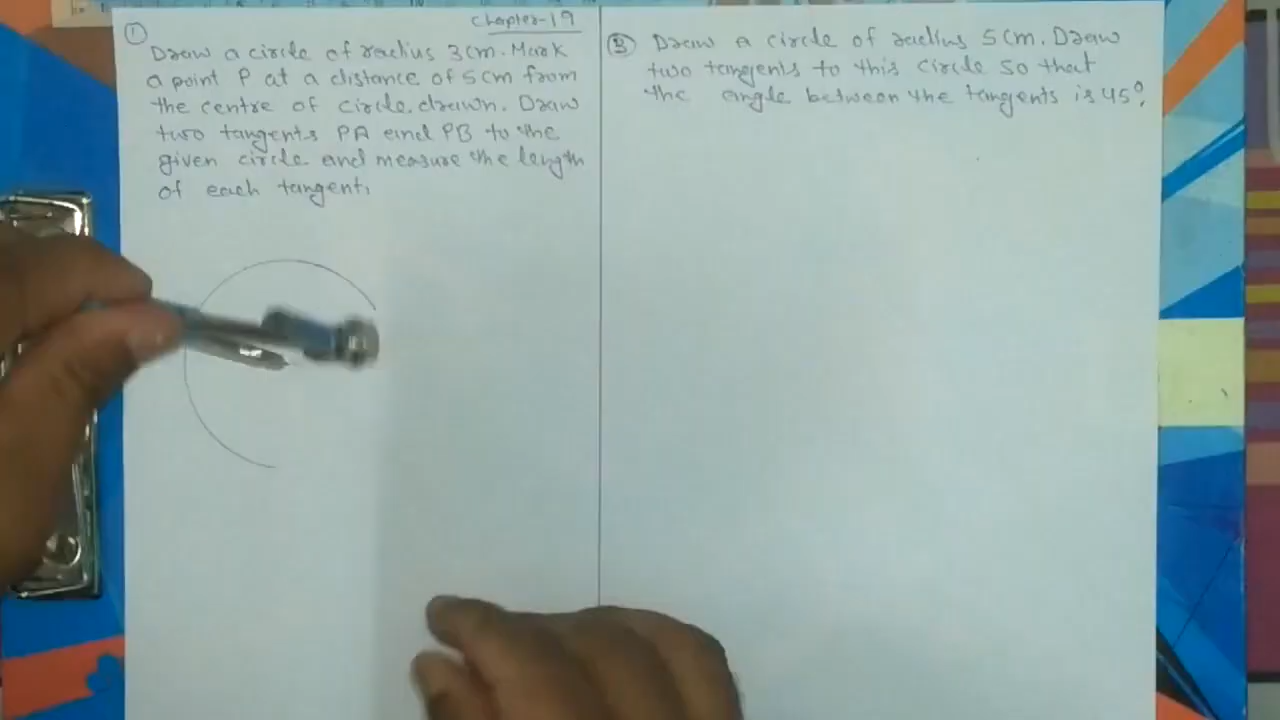 Chapter-19
①
Draw a circle of radius 3cm. Mark
a point P at a distance of 5cm from
the centre of circle drawn. Draw
two tangents PA and PB to the
given circle and measure the length
of each tangent.
③ Draw a circle of radius 5cm. Draw
two tangents to this circle so that
the angle between the tangents is 45°.